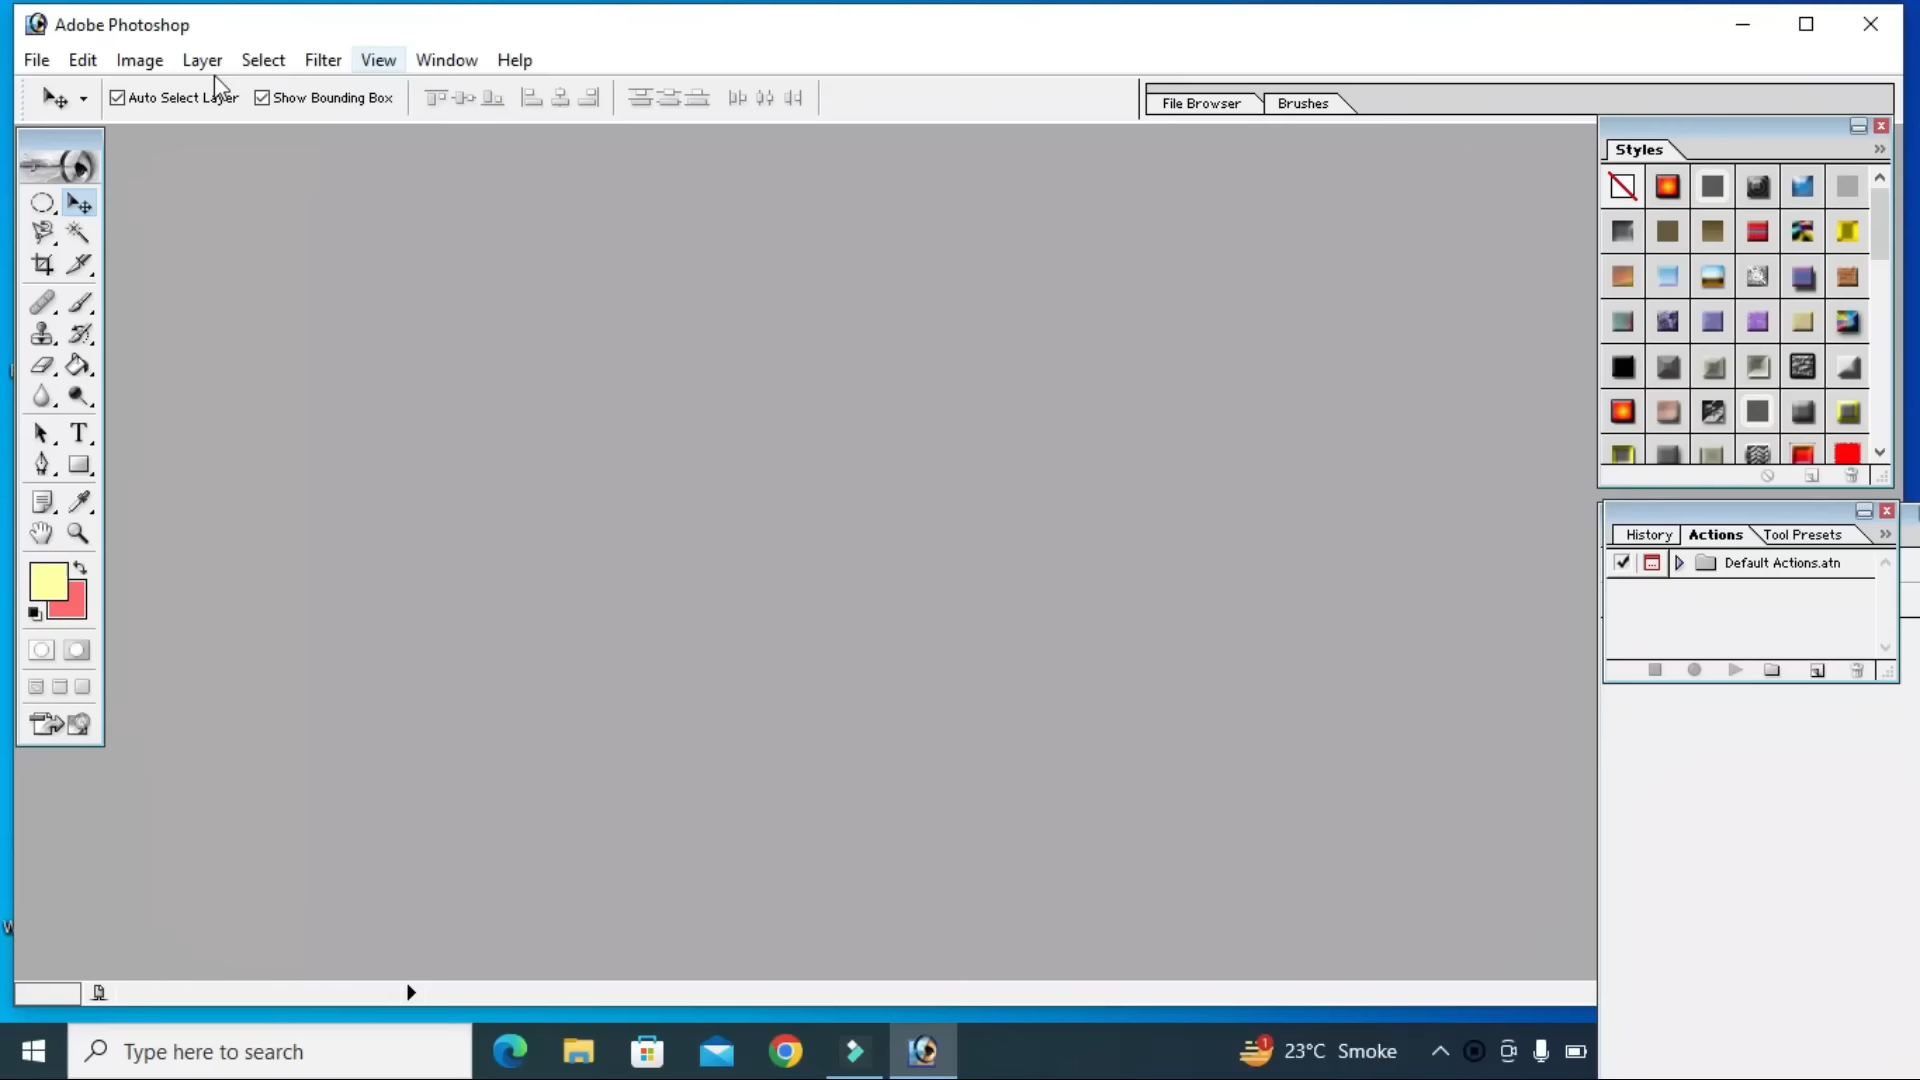 Adobe Photoshop
File Edit Image Layer Select Filter View Window Help
Auto Select Layer Show Bounding Box
File Browser Brushes
Styles
T
History Actions Tool Presets
Default Actions.atn
W
Type here to search
1
23°C Smoke